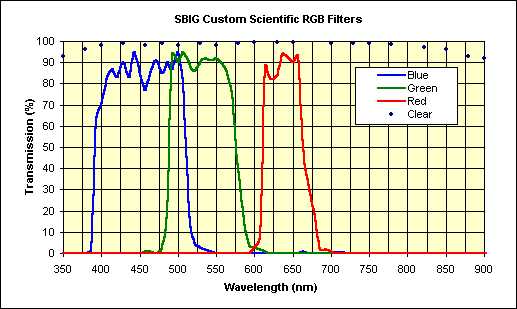 SBIG Custom Scientific RGB Filters
100
90
80
70
60
50
40
30
20
10
0
Transmission (%)
Blue
Green
Red
Clear
350 400 450 500 550 600 650 700 750 800 850 900
Wavelength (nm)